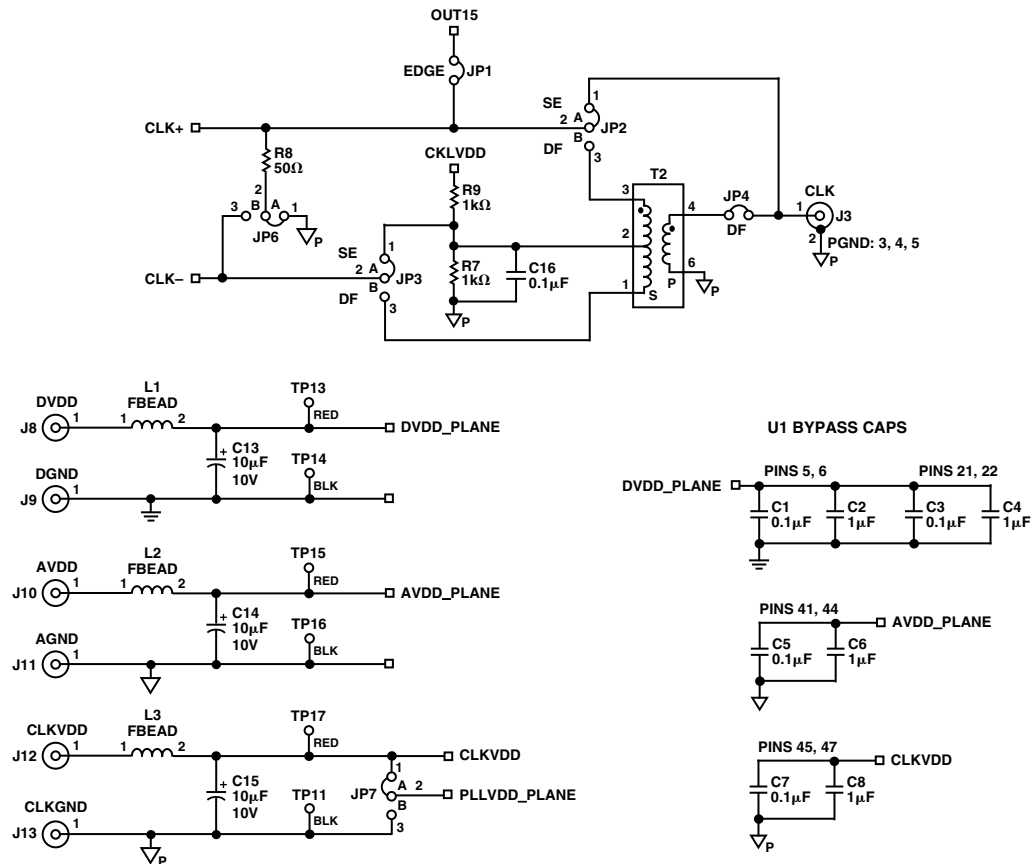 OUT15
EDGE JP1
CLK+
R8
50Ω
2
3 B A 1
JP6
P
CLK–
CKLVDD
R9
1kΩ
SE
1
2 A
JP3
B
DF
3
R7
1kΩ
C16
0.1µF
P
SE
1
2 A
JP2
B
DF
3
T2
3
2
1
S
4
P
6
P
JP4
DF
CLK
1
J3
2
PGND: 3, 4, 5
P
DVDD
J8
1
L1
FBEAD
1 2
C13
+
10µF
10V
TP13
RED
DVDD_PLANE
DGND
J9
1
TP14
BLK
AVDD
J10
1
L2
FBEAD
1 2
C14
+
10µF
10V
TP15
RED
AVDD_PLANE
AGND
J11
1
TP16
BLK
CLKVDD
J12
1
L3
FBEAD
1 2
C15
+
10µF
10V
TP17
RED
CLKVDD
1
A 2
JP7
B
3
PLLVDD_PLANE
CLKGND
J13
1
P
TP11
BLK
U1 BYPASS CAPS
PINS 5, 6
PINS 21, 22
DVDD_PLANE
C1
0.1µF
C2
1µF
C3
0.1µF
C4
1µF
PINS 41, 44
AVDD_PLANE
C5
0.1µF
C6
1µF
PINS 45, 47
CLKVDD
C7
0.1µF
C8
1µF
P